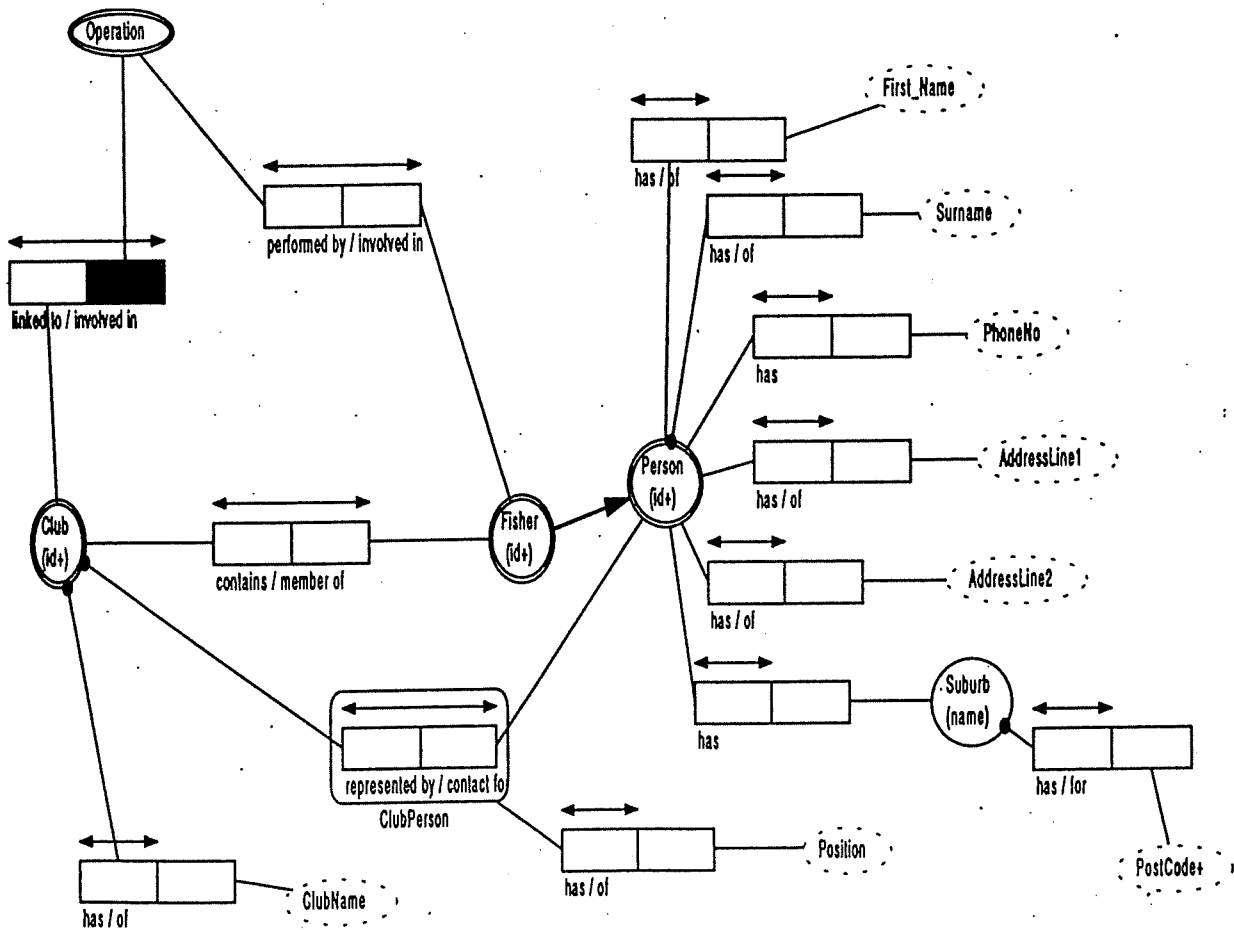 Operation
First_Name
has / of
performed by / involved in
Surname
has / of
linked to / involved in
PhoneNo
has
Person
(id+)
AddressLine1
has / of
Club
(id+)
Fisher
(id+)
contains / member of
AddressLine2
has / of
Suburb
(name)
has
represented by / contact fo
ClubPerson
has / for
Position
has / of
PostCode+
ClubName
has / of